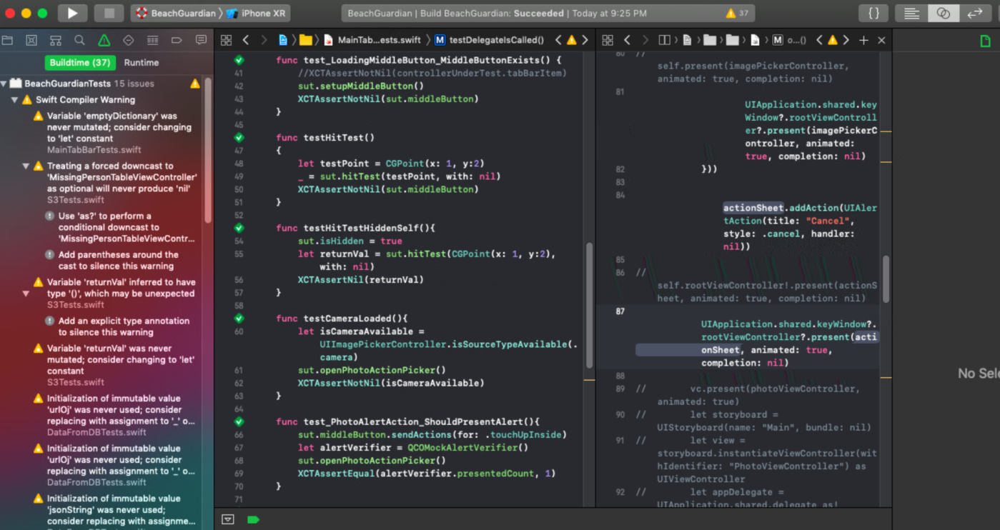 BeachGuardian 〉 iPhone XR
BeachGuardian | Build BeachGuardian: Succeeded | Today at 9:25 PM
37
{ }
MainTab...ests.swift 〉 M testDelegateIsCalled()
M o...()
Buildtime (37) Runtime
BeachGuardianTests 15 issues
Swift Compiler Warning
Variable 'emptyDictionary' was
never mutated; consider changing
to 'let' constant
MainTabBarTests.swift
Treating a forced downcast to
'MissingPersonTableViewController'
as optional will never produce 'nil'
S3Tests.swift
Use 'as?' to perform a
conditional downcast to
'MissingPersonTableViewContr...
Add parentheses around the
cast to silence this warning
Variable 'returnVal' inferred to have
type '()', which may be unexpected
S3Tests.swift
Add an explicit type annotation
to silence this warning
Variable 'returnVal' was never
mutated; consider changing to 'let'
constant
S3Tests.swift
Initialization of immutable value
'urlOj' was never used; consider
replacing with assignment to '_' o...
DataFromDBTests.swift
Initialization of immutable value
'urlOj' was never used; consider
replacing with assignment to '_' o...
DataFromDBTests.swift
Initialization of immutable value
'jsonString' was never used;
consider replacing with assignme...
func test_LoadingMiddleButton_MiddleButtonExists() {
41 //XCTAssertNotNil(controllerUnderTest.tabBarItem)
42 sut.setupMiddleButton()
43 XCTAssertNotNil(sut.middleButton)
44 }
45
func testHitTest()
47 {
48 let testPoint = CGPoint(x: 1, y:2)
49 _ = sut.hitTest(testPoint, with: nil)
50 XCTAssertNotNil(sut.middleButton)
51 }
52
func testHitTestHiddenSelf(){
54 sut.isHidden = true
55 let returnVal = sut.hitTest(CGPoint(x: 1, y:2),
with: nil)
56 XCTAssertNil(returnVal)
57 }
58
func testCameraLoaded(){
60 let isCameraAvailable =
UIImagePickerController.isSourceTypeAvailable(.
camera)
61 sut.openPhotoActionPicker()
62 XCTAssertNotNil(isCameraAvailable)
63 }
64
func test_PhotoAlertAction_ShouldPresentAlert(){
66 sut.middleButton.sendActions(for: .touchUpInside)
67 let alertVerifier = QCOMockAlertVerifier()
68 sut.openPhotoActionPicker()
69 XCTAssertEqual(alertVerifier.presentedCount, 1)
70 }
71
80 //
self.present(imagePickerController,
animated: true, completion: nil)
81
UIApplication.shared.key
Window?.rootViewControll
er?.present(imagePickerC
ontroller, animated:
true, completion: nil)
82 }))
83
84
actionSheet.addAction(UIAler
tAction(title: "Cancel",
style: .cancel, handler:
nil))
85
86 //
self.rootViewController!.present(actionS
heet, animated: true, completion: nil)
87
UIApplication.shared.keyWindow?.
rootViewController?.present(acti
onSheet, animated: true,
completion: nil)
88
89 // vc.present(photoViewController,
animated: true)
90 // let storyboard =
UIStoryboard(name: "Main", bundle: nil)
91 // let view =
storyboard.instantiateViewController(wit
hIdentifier: "PhotoViewController") as
UIViewController
92 // let appDelegate =
UIApplication.shared.delegate as!
No Sele